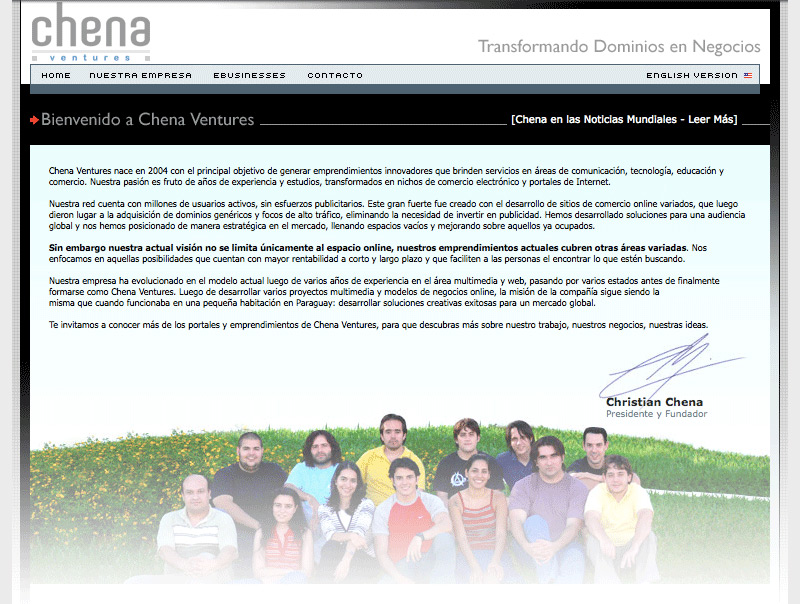 chena
ventures
Transformando Dominios en Negocios
HOME NUESTRA EMPRESA EBUSINESSES CONTACTO ENGLISH VERSION
Bienvenido a Chena Ventures [Chena en las Noticias Mundiales - Leer Más]
Chena Ventures nace en 2004 con el principal objetivo de generar emprendimientos innovadores que brinden servicios en áreas de comunicación, tecnología, educación y
comercio. Nuestra pasión es fruto de años de experiencia y estudios, transformados en nichos de comercio electrónico y portales de Internet.
Nuestra red cuenta con millones de usuarios activos, sin esfuerzos publicitarios. Este gran fuerte fue creado con el desarrollo de sitios de comercio online variados, que luego
dieron lugar a la adquisición de dominios genéricos y focos de alto tráfico, eliminando la necesidad de invertir en publicidad. Hemos desarrollado soluciones para una audiencia
global y nos hemos posicionado de manera estratégica en el mercado, llenando espacios vacíos y mejorando sobre aquellos ya ocupados.
Sin embargo nuestra actual visión no se limita únicamente al espacio online, nuestros emprendimientos actuales cubren otras áreas variadas. Nos
enfocamos en aquellas posibilidades que cuentan con mayor rentabilidad a corto y largo plazo y que faciliten a las personas el encontrar lo que estén buscando.
Nuestra empresa ha evolucionado en el modelo actual luego de varios años de experiencia en el área multimedia y web, pasando por varios estados antes de finalmente
formarse como Chena Ventures. Luego de desarrollar varios proyectos multimedia y modelos de negocios online, la misión de la compañía sigue siendo la
misma que cuando funcionaba en una pequeña habitación en Paraguay: desarrollar soluciones creativas exitosas para un mercado global.
Te invitamos a conocer más de los portales y emprendimientos de Chena Ventures, para que descubras más sobre nuestro trabajo, nuestros negocios, nuestras ideas.
Christian Chena
Presidente y Fundador